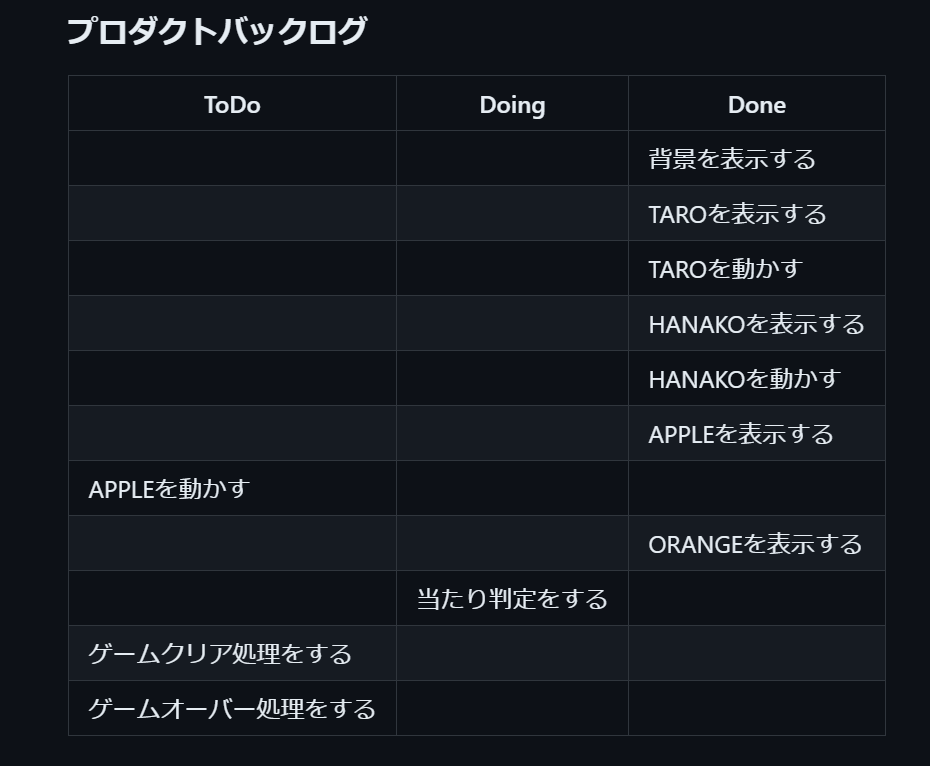 プロダクトバックログ
ToDo Doing Done
背景を表示する
TAROを表示する
TAROを動かす
HANAKOを表示する
HANAKOを動かす
APPLEを表示する
APPLEを動かす
ORANGEを表示する
当たり判定をする
ゲームクリア処理をする
ゲームオーバー処理をする